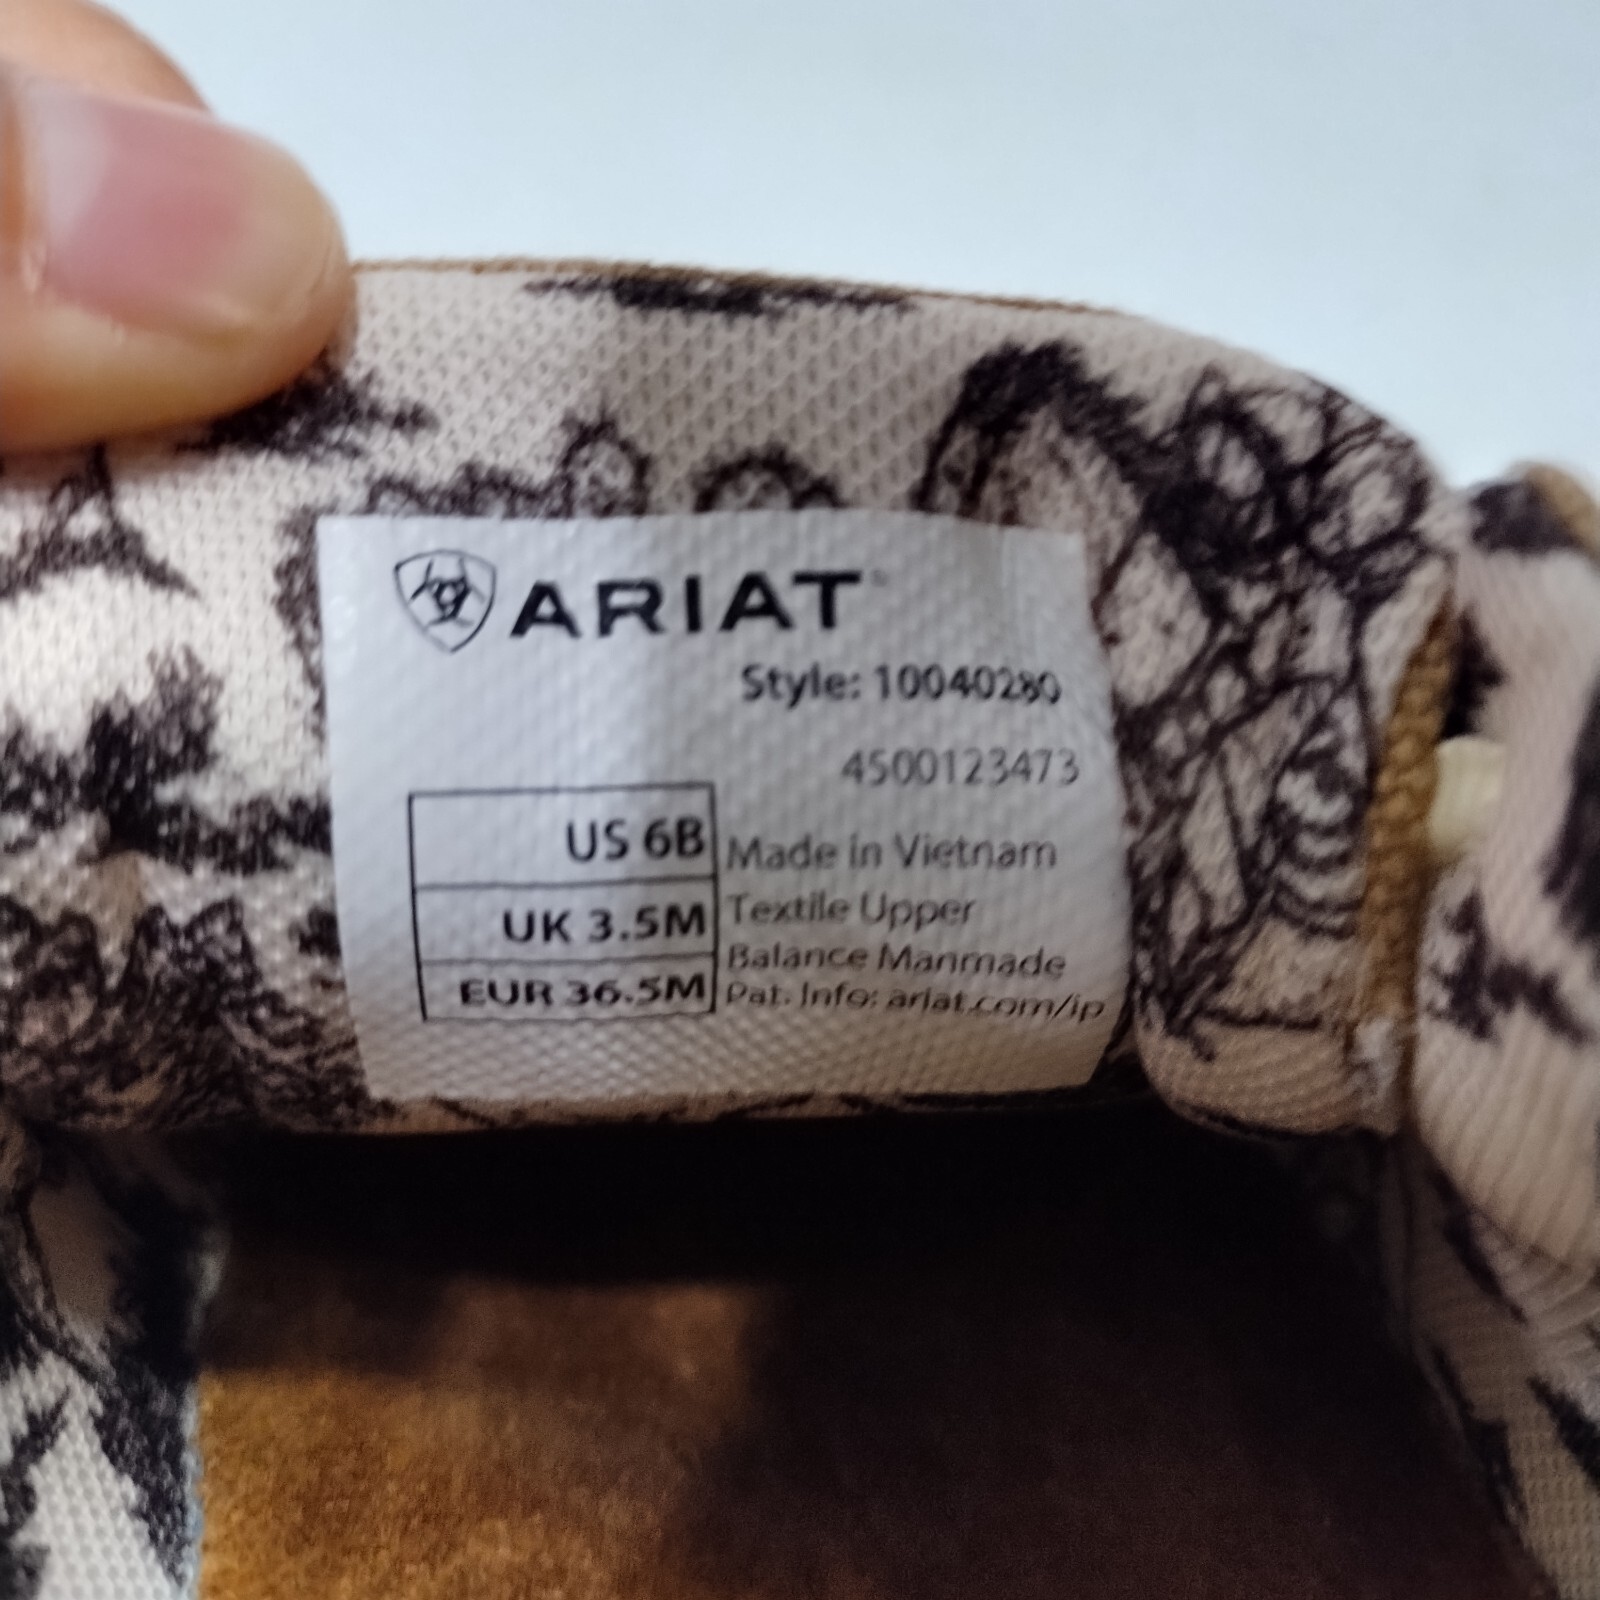 ARIAT
Style: 10040280
4500123473
US 6B
UK 3.5M
EUR 36.5M
Made in Vietnam
Textile Upper
Balance Manmade
Pat. Info: ariat.com/ip